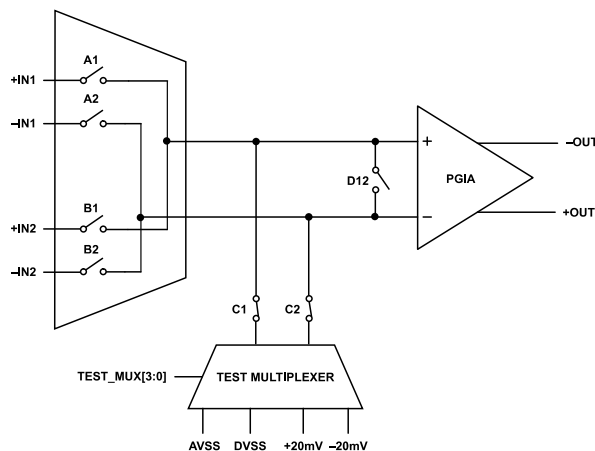 A1
+IN1
A2
–IN1
+
–OUT
D12
PGIA
B1
–
+OUT
+IN2
B2
–IN2
C1
C2
TEST_MUX[3:0]
TEST MULTIPLEXER
AVSS DVSS +20mV –20mV